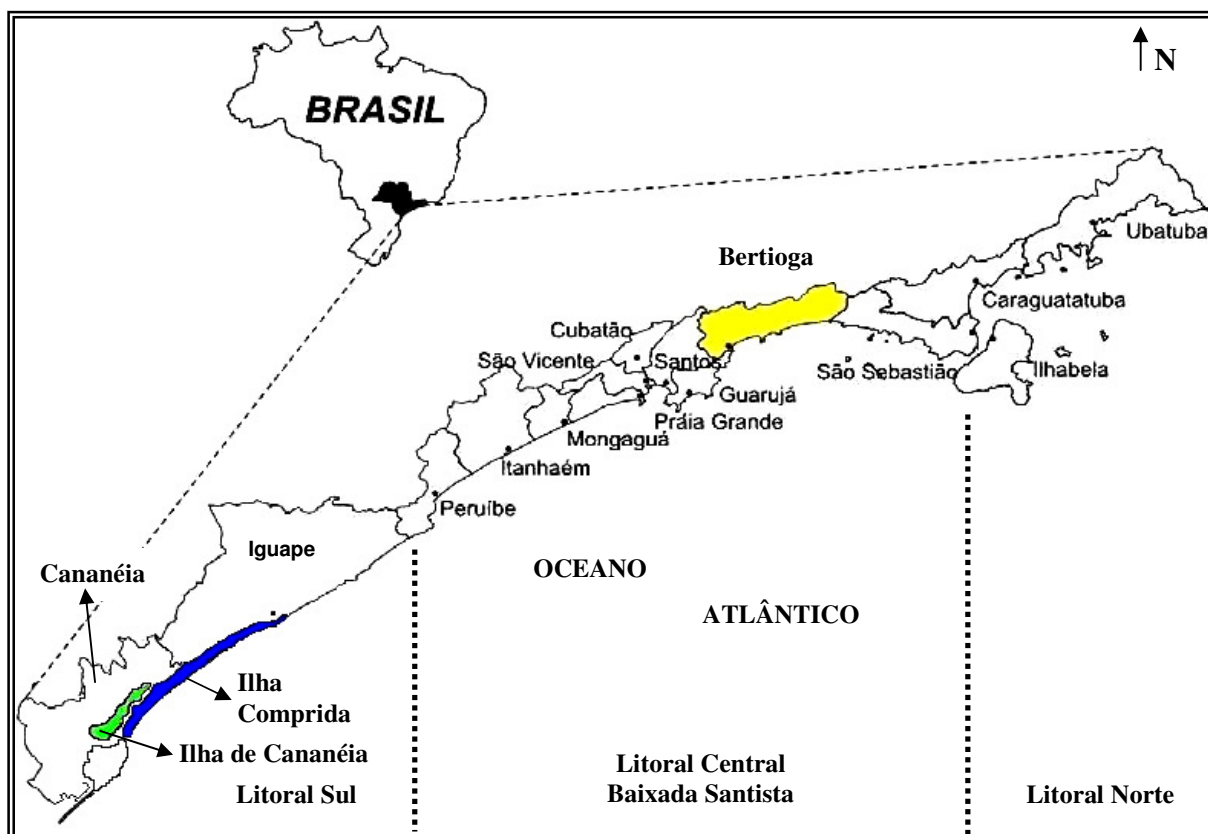 N
BRASIL
Ubatuba
Bertioga
Caraguatatuba
Cubatão
São Vicente
Santos
São Sebastião
Ilhabela
Guarujá
Práia Grande
Mongaguá
Itanhaém
Peruíbe
Iguape
Cananéia
OCEANO
ATLÂNTICO
Ilha
Comprida
Ilha de Cananéia
Litoral Sul
Litoral Central
Baixada Santista
Litoral Norte